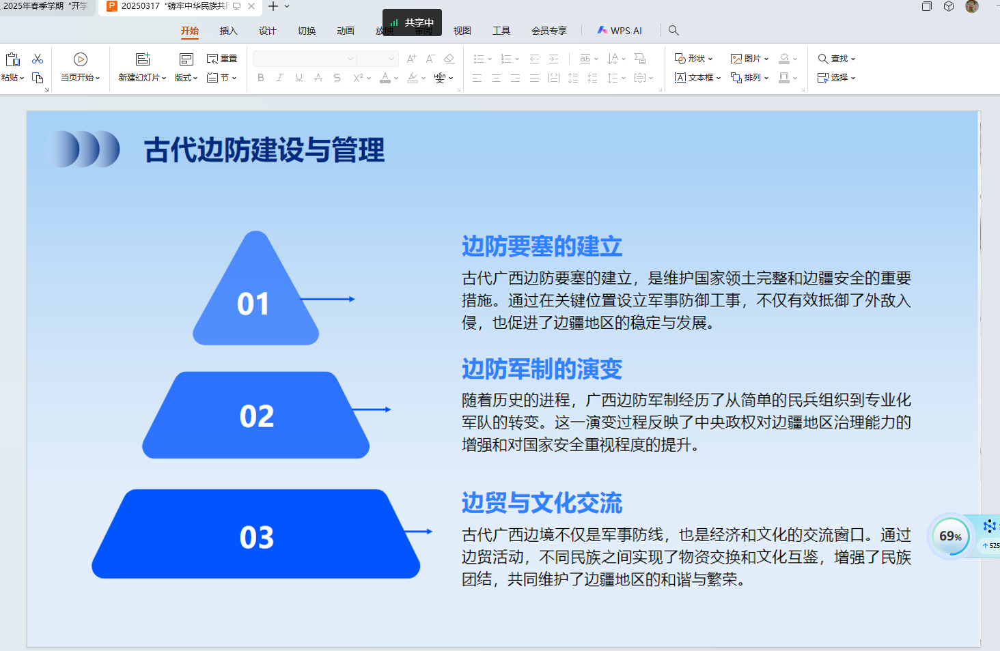 2025年春季学期 “开学
20250317 “铸牢中华民族共同
共享中
开始 插入 设计 切换 动画 放映 审阅 视图 工具 会员专享 WPS AI
重置 形状 图片 查找
粘贴 当页开始 新建幻灯片 版式 节 B I U A S X² A wén 变 文本框 排列 选择
古代边防建设与管理
01
边防要塞的建立
古代广西边防要塞的建立，是维护国家领土完整和边疆安全的重要
措施。通过在关键位置设立军事防御工事，不仅有效抵御了外敌入
侵，也促进了边疆地区的稳定与发展。
02
边防军制的演变
随着历史的进程，广西边防军制经历了从简单的民兵组织到专业化
军队的转变。这一演变过程反映了中央政权对边疆地区治理能力的
增强和对国家安全重视程度的提升。
03
边贸与文化交流
古代广西边境不仅是军事防线，也是经济和文化的交流窗口。通过
边贸活动，不同民族之间实现了物资交换和文化互鉴，增强了民族
团结，共同维护了边疆地区的和谐与繁荣。
69%
525